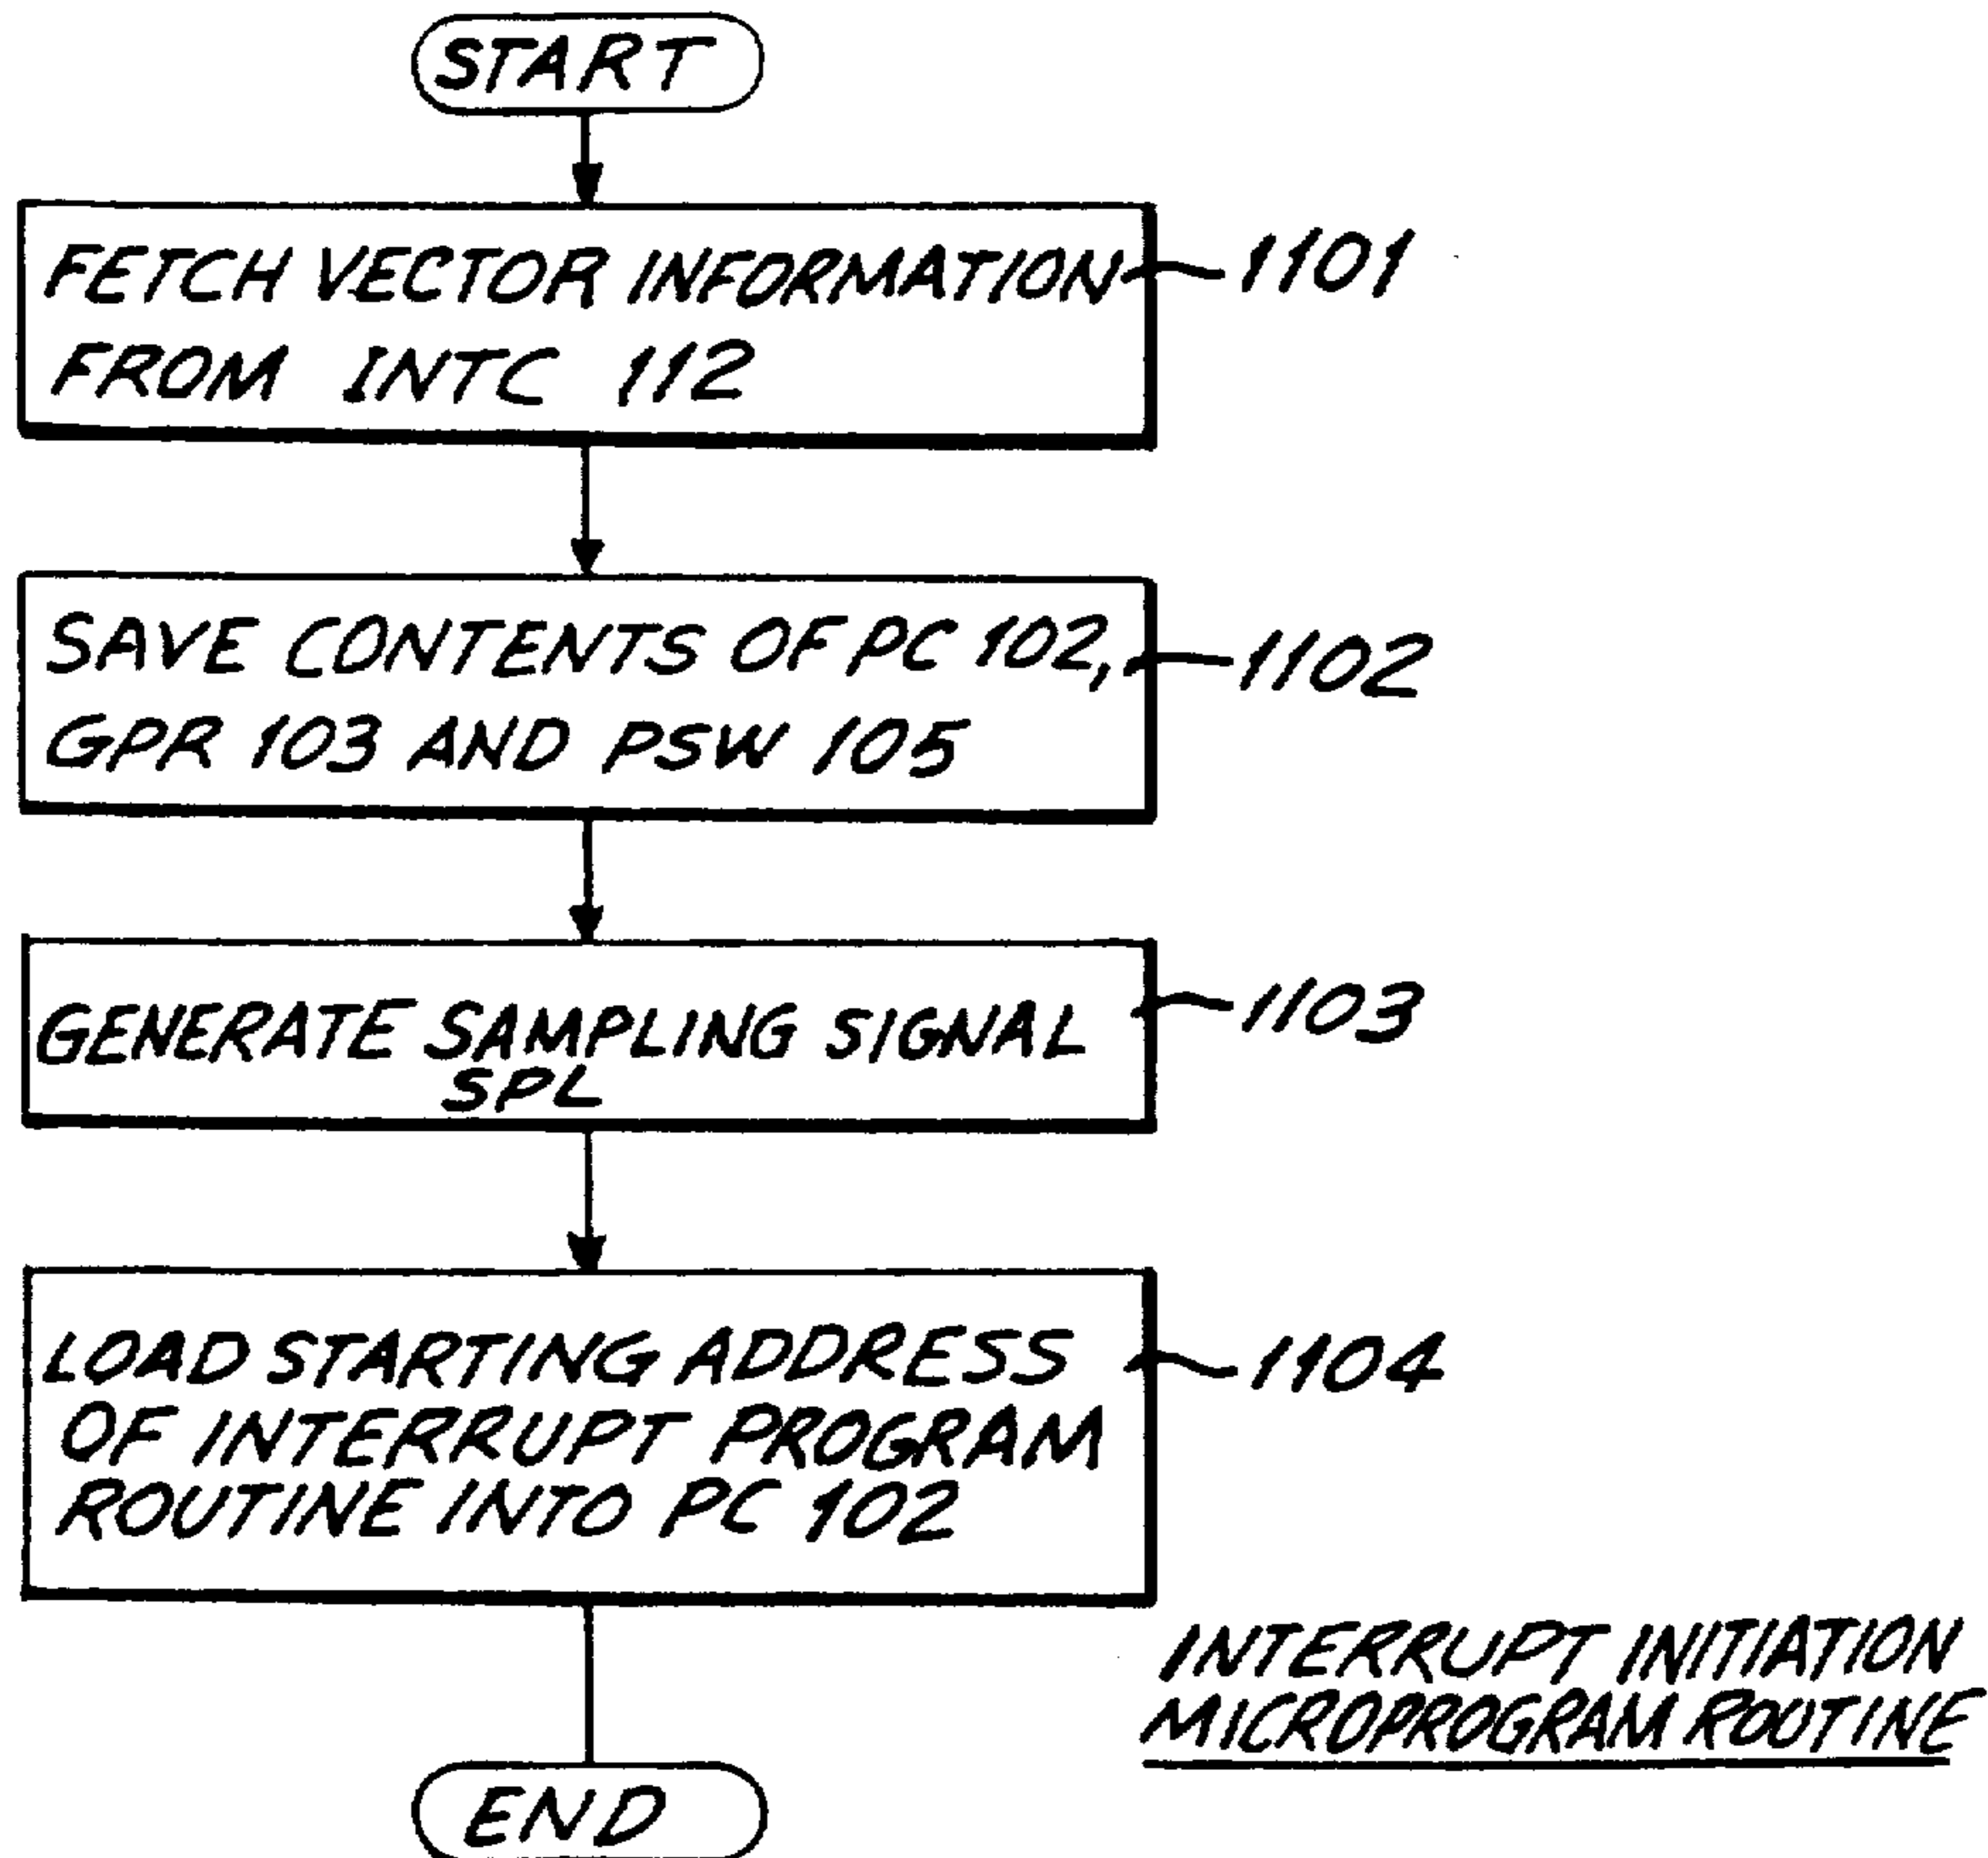 START
FETCH VECTOR INFORMATION
FROM INTC 112
1101
SAVE CONTENTS OF PC 102,
GPR 103 AND PSW 105
1102
GENERATE SAMPLING SIGNAL
SPL
1103
LOAD STARTING ADDRESS
OF INTERRUPT PROGRAM
ROUTINE INTO PC 102
1104
INTERRUPT INITIATION
MICROPROGRAM ROUTINE
END